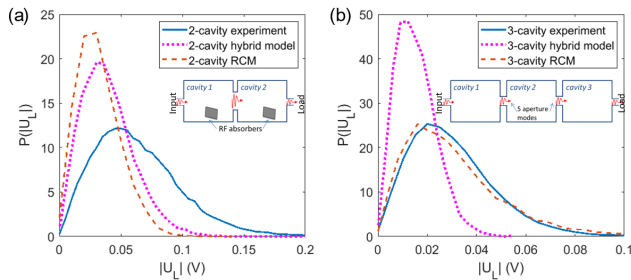 (a)
P(|U_L|)
25
20
15
10
5
0
2-cavity experiment
2-cavity hybrid model
2-cavity RCM
cavity 1
cavity 2
Input
Load
RF absorbers
0
0.05
0.1
0.15
0.2
|U_L| (V)
(b)
P(|U_L|)
50
40
30
20
10
0
3-cavity experiment
3-cavity hybrid model
3-cavity RCM
cavity 1
cavity 2
cavity 3
Input
Load
5 aperture
modes
0
0.02
0.04
0.06
0.08
0.1
|U_L| (V)